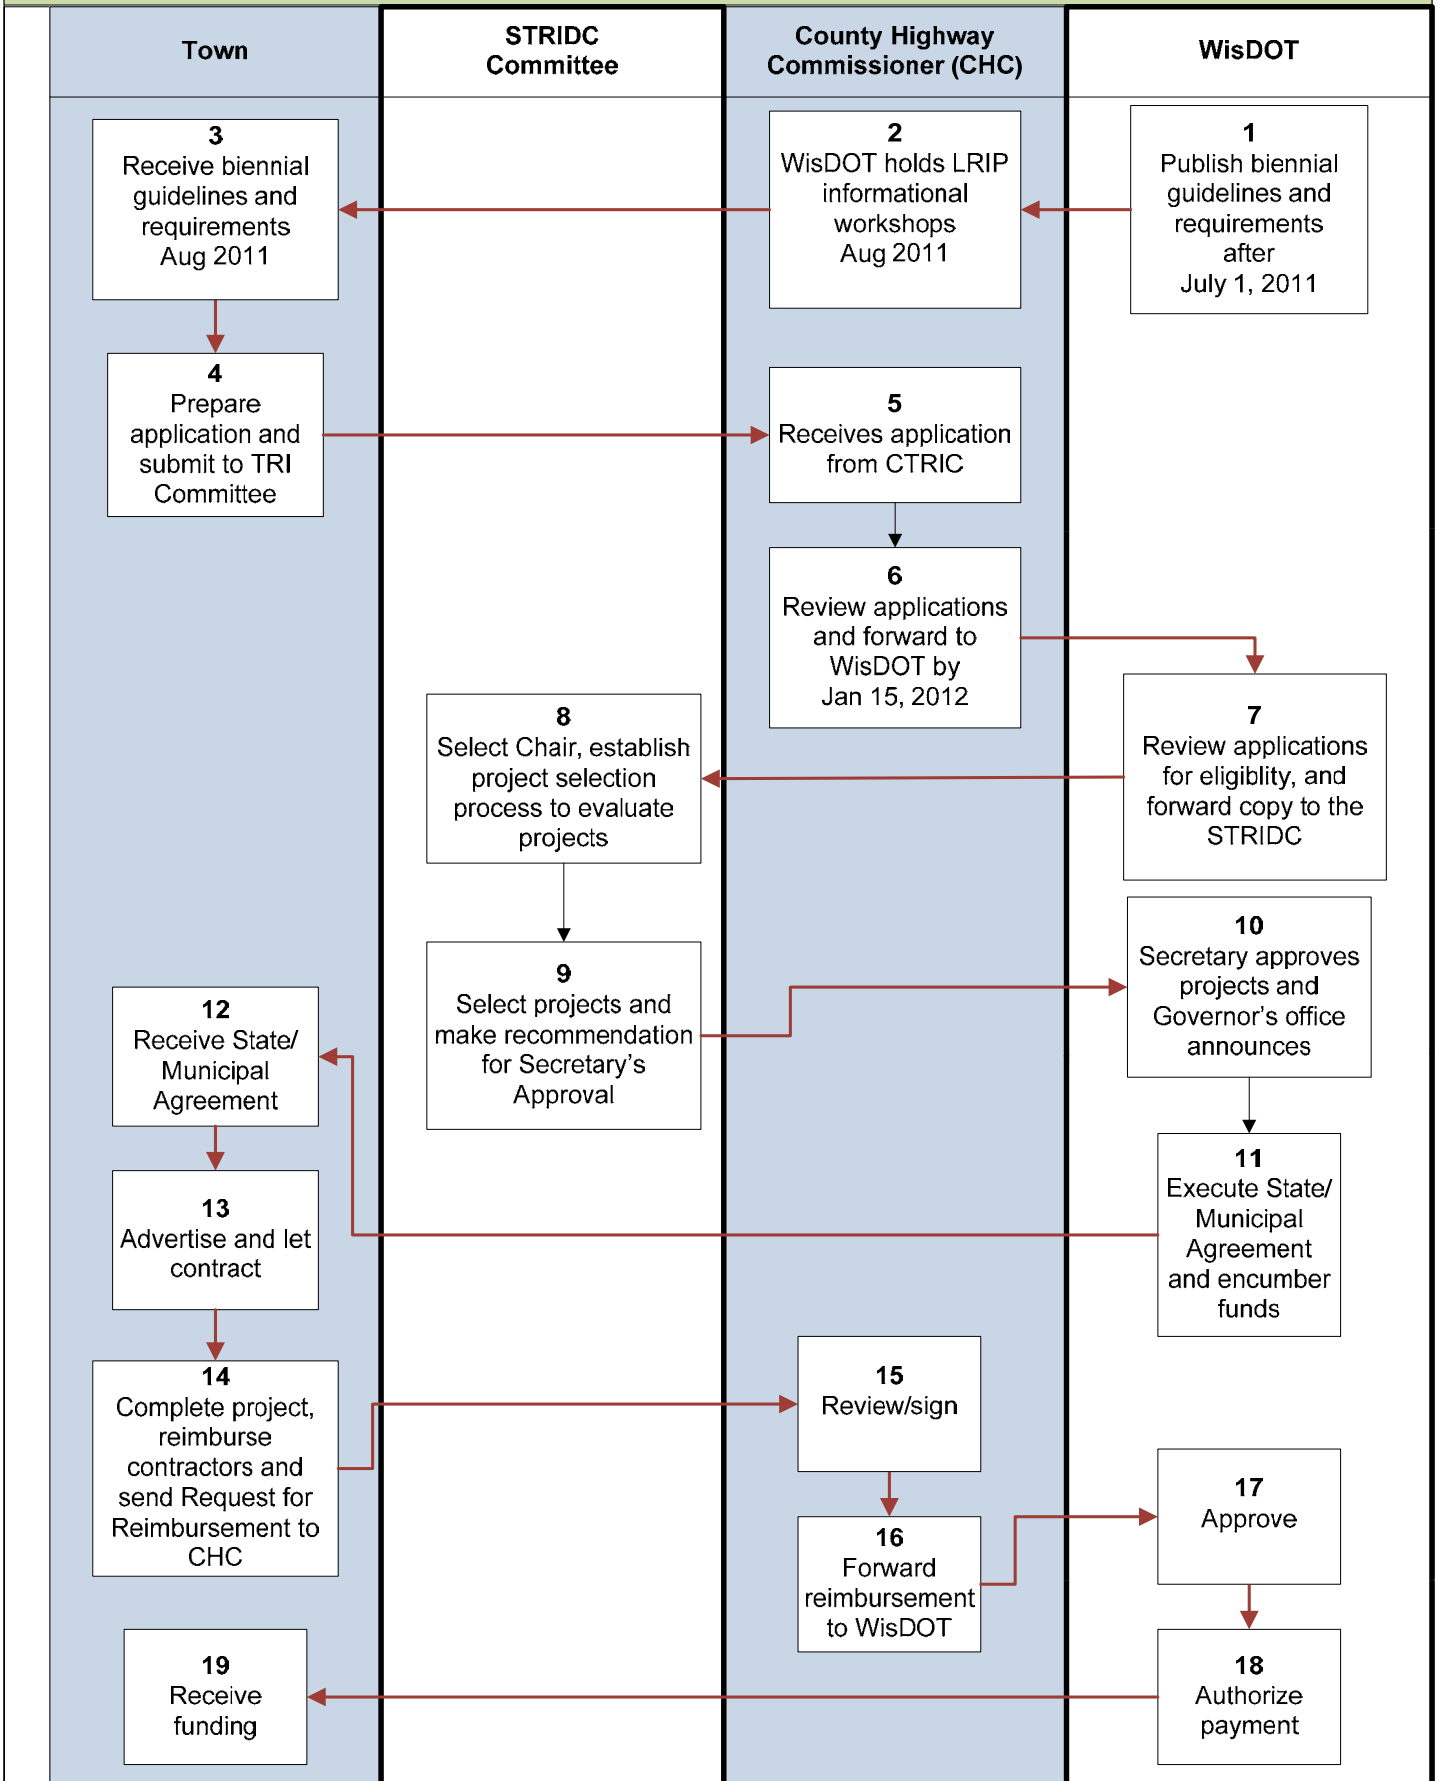 Town
STRIDC
Committee
County Highway
Commissioner (CHC)
WisDOT
1
Publish biennial
guidelines and
requirements
after
July 1, 2011
2
WisDOT holds LRIP
informational
workshops
Aug 2011
3
Receive biennial
guidelines and
requirements
Aug 2011
4
Prepare
application and
submit to TRI
Committee
5
Receives application
from CTRIC
6
Review applications
and forward to
WisDOT by
Jan 15, 2012
7
Review applications
for eligiblity, and
forward copy to the
STRIDC
8
Select Chair, establish
project selection
process to evaluate
projects
9
Select projects and
make recommendation
for Secretary’s
Approval
10
Secretary approves
projects and
Governor’s office
announces
11
Execute State/
Municipal
Agreement
and encumber
funds
12
Receive State/
Municipal
Agreement
13
Advertise and let
contract
14
Complete project,
reimburse
contractors and
send Request for
Reimbursement to
CHC
15
Review/sign
16
Forward
reimbursement
to WisDOT
17
Approve
18
Authorize
payment
19
Receive
funding